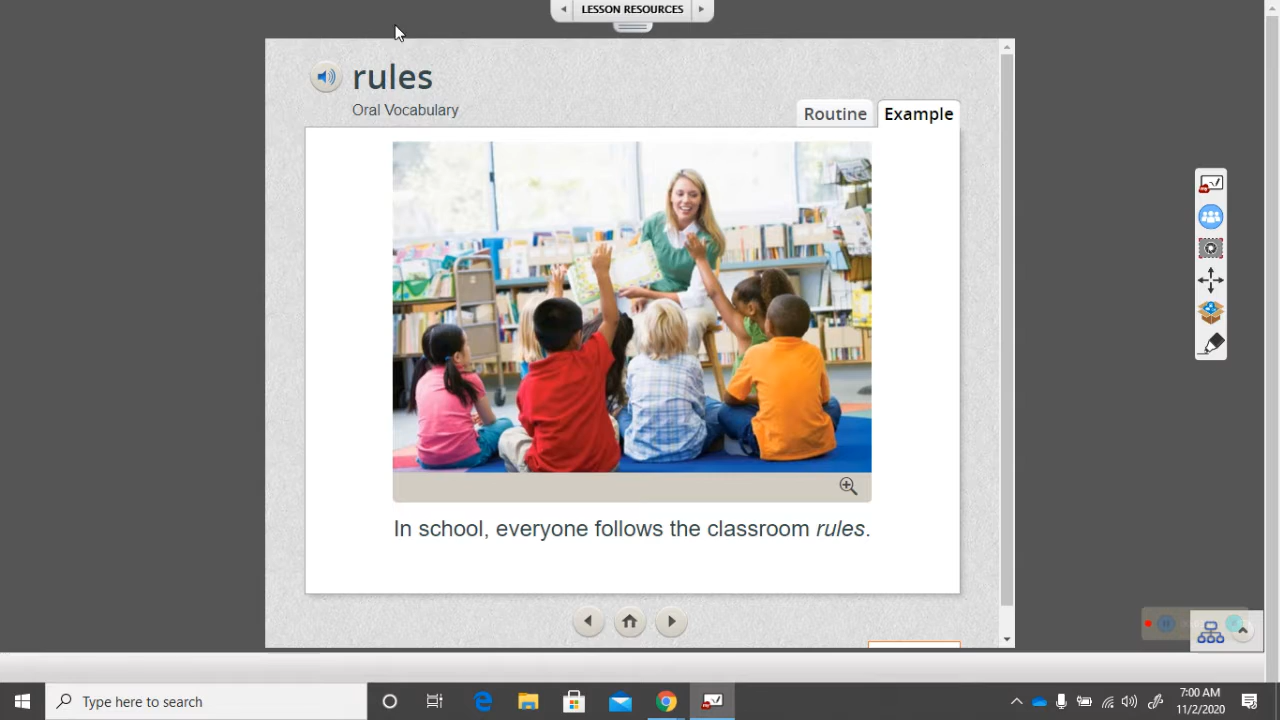 LESSON RESOURCES
rules
Oral Vocabulary
Routine
Example
In school, everyone follows the classroom rules.
Type here to search
7:00 AM
11/2/2020